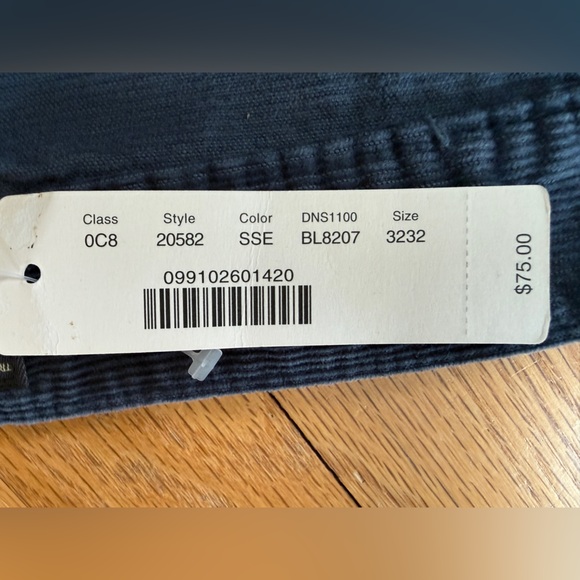 Class Style Color DNS1100 Size
0C8 20582 SSE BL8207 3232
099102601420
$75.00